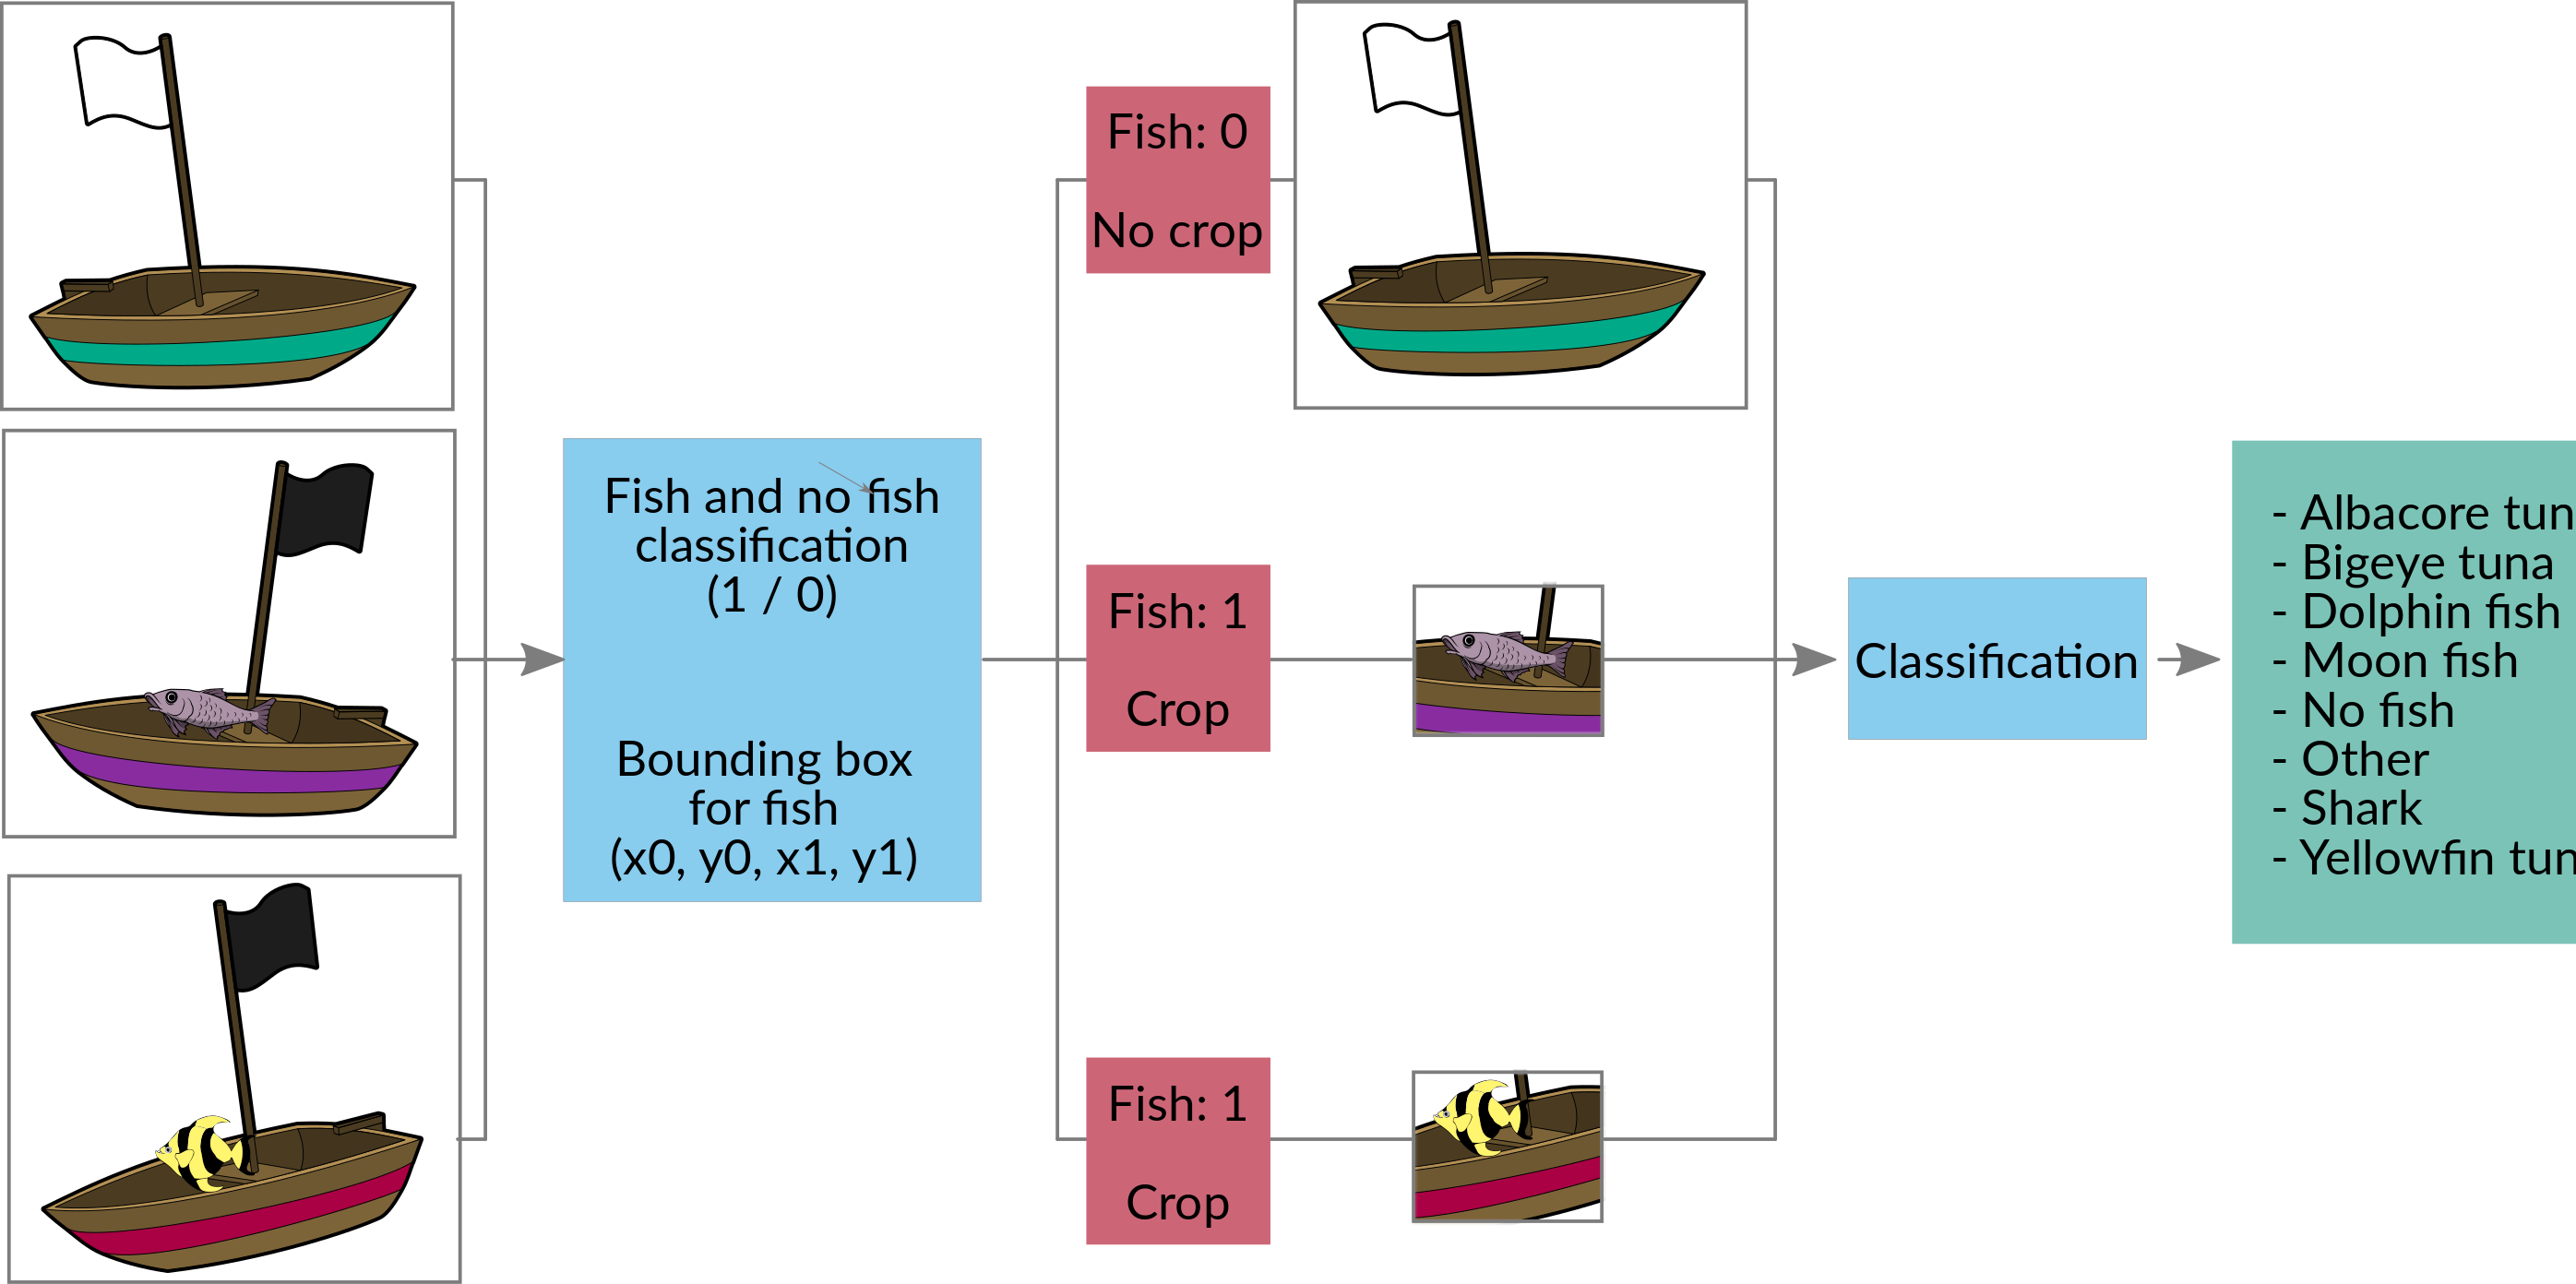 Fish and no fish
classification
(1 / 0)
Bounding box
for fish
(x0, y0, x1, y1)
Fish: 0
No crop
Fish: 1
Crop
Fish: 1
Crop
Classification
- Albacore tun
- Bigeye tuna
- Dolphin fish
- Moon fish
- No fish
- Other
- Shark
- Yellowfin tun